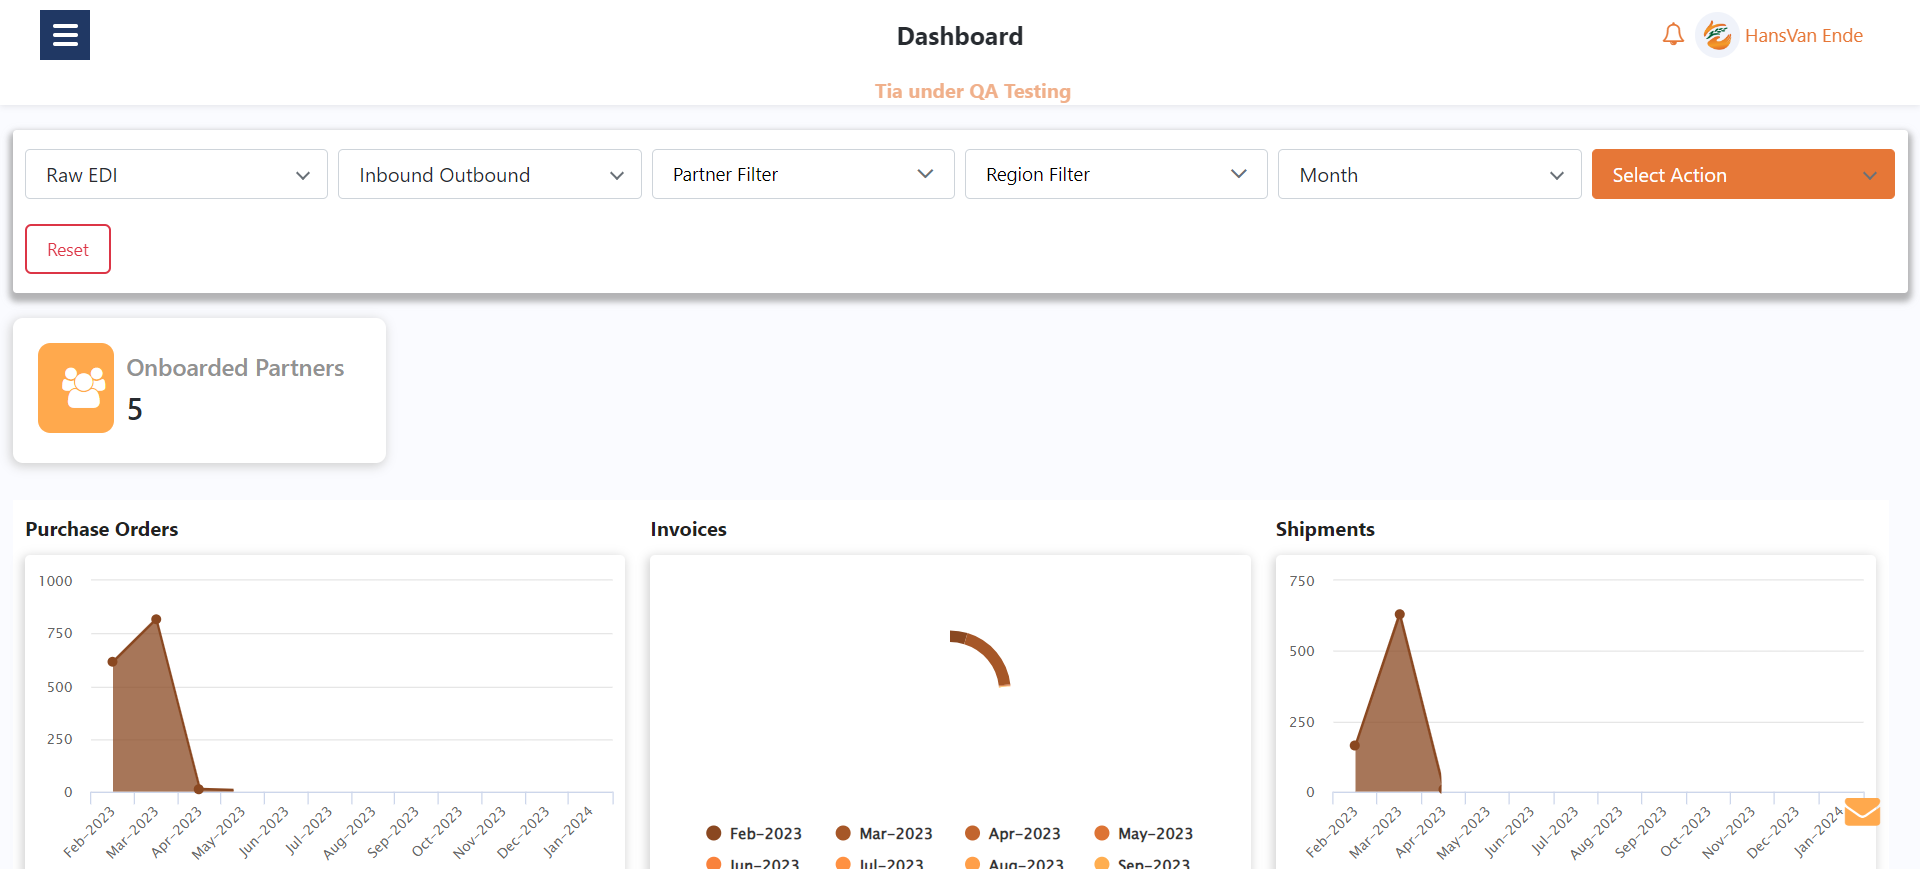 Dashboard
HansVan Ende
Tia under QA Testing
Raw EDI
Inbound Outbound
Partner Filter
Region Filter
Month
Select Action
Reset
Onboarded Partners
5
Purchase Orders
1000
750
500
250
0
Feb-2023
Mar-2023
Apr-2023
May-2023
Jun-2023
Jul-2023
Aug-2023
Sep-2023
Oct-2023
Nov-2023
Dec-2023
Jan-2024
Invoices
Feb-2023 Mar-2023 Apr-2023 May-2023
Jun-2023 Jul-2023 Aug-2023 Sep-2023
Shipments
750
500
250
0
Feb-2023
Mar-2023
Apr-2023
May-2023
Jun-2023
Jul-2023
Aug-2023
Sep-2023
Oct-2023
Nov-2023
Dec-2023
Jan-2024